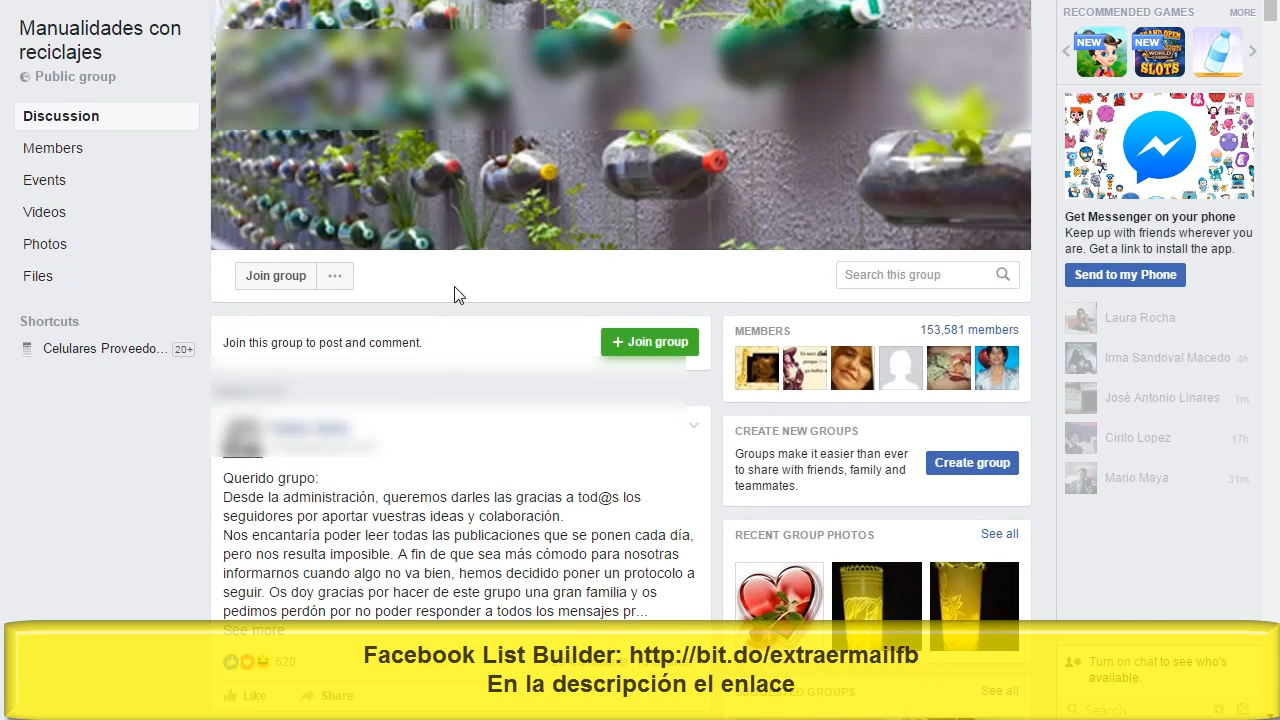 Manualidades con
reciclajes
Public group
Discussion
Members
Events
Videos
Photos
Files
Shortcuts
Celulares Proveedo... 20+
Join group ...
Search this group
Join this group to post and comment.
+ Join group
Querido grupo:
Desde la administración, queremos darles las gracias a tod@s los
seguidores por aportar vuestras ideas y colaboración.
Nos encantaría poder leer todas las publicaciones que se ponen cada día,
pero nos resulta imposible. A fin de que sea más cómodo para nosotras
informarnos cuando algo no va bien, hemos decidido poner un protocolo a
seguir. Os doy gracias por hacer de este grupo una gran familia y os
pedimos perdón por no poder responder a todos los mensajes pr...
See more
620
Like Share
MEMBERS 153,581 members
CREATE NEW GROUPS
Groups make it easier than ever
to share with friends, family and
teammates.
Create group
RECENT GROUP PHOTOS See all
SUGGESTED GROUPS See all
RECOMMENDED GAMES MORE
NEW
NEW
SLOTS
Get Messenger on your phone
Keep up with friends wherever you
are. Get a link to install the app.
Send to my Phone
Laura Rocha
Irma Sandoval Macedo 4h
José Antonio Linares 1m
Cirilo Lopez 17h
Mario Maya 31m
Turn on chat to see who's
available.
Search
Facebook List Builder: http://bit.do/extraermailfb
En la descripción el enlace